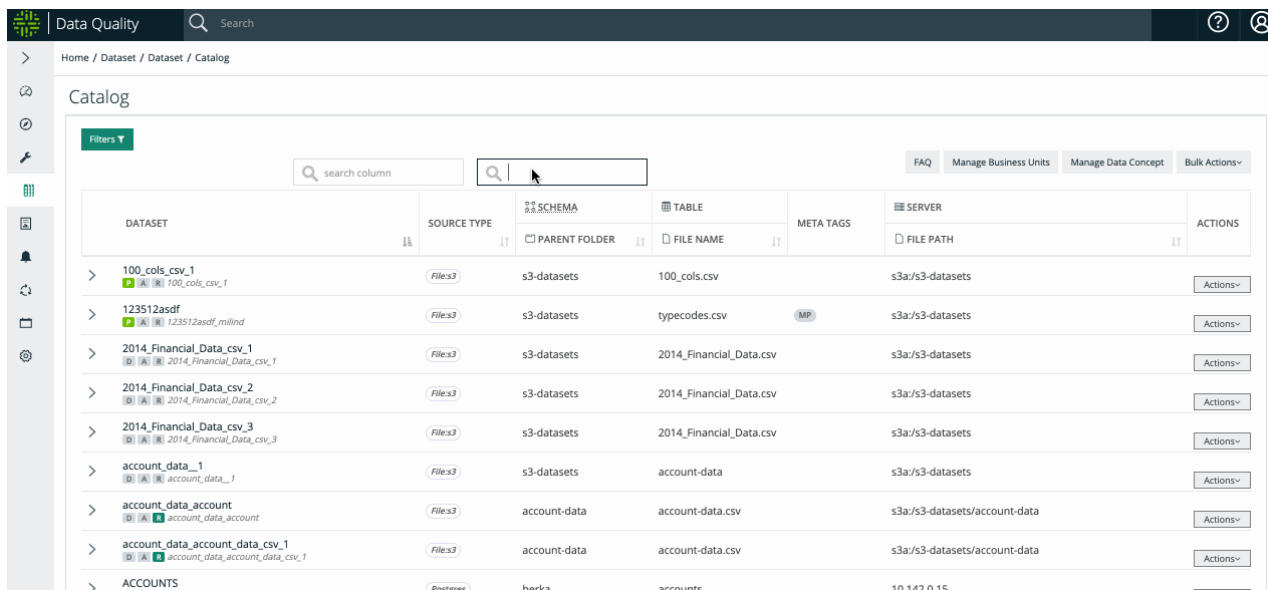 Data Quality
Search
Home / Dataset / Dataset / Catalog
Catalog
Filters
search column
FAQ Manage Business Units Manage Data Concept Bulk Actions
DATASET SOURCE TYPE SCHEMA TABLE META TAGS SERVER ACTIONS
PARENT FOLDER FILE NAME FILE PATH
100_cols_csv_1 File:s3 s3-datasets 100_cols.csv s3a:/s3-datasets Actions
P A R 100_cols_csv_1
123512asdf File:s3 s3-datasets typecodes.csv MP s3a:/s3-datasets Actions
P A R 123512asdf_milind
2014_Financial_Data_csv_1 File:s3 s3-datasets 2014_Financial_Data.csv s3a:/s3-datasets Actions
D A R 2014_Financial_Data_csv_1
2014_Financial_Data_csv_2 File:s3 s3-datasets 2014_Financial_Data.csv s3a:/s3-datasets Actions
D A R 2014_Financial_Data_csv_2
2014_Financial_Data_csv_3 File:s3 s3-datasets 2014_Financial_Data.csv s3a:/s3-datasets Actions
D A R 2014_Financial_Data_csv_3
account_data__1 File:s3 s3-datasets account-data s3a:/s3-datasets Actions
D A R account_data__1
account_data_account File:s3 account-data account-data.csv s3a:/s3-datasets/account-data Actions
D A R account_data_account
account_data_account_data_csv_1 File:s3 account-data account-data.csv s3a:/s3-datasets/account-data Actions
D A R account_data_account_data_csv_1
ACCOUNTS Postgres berka accounts 10.142.0.15